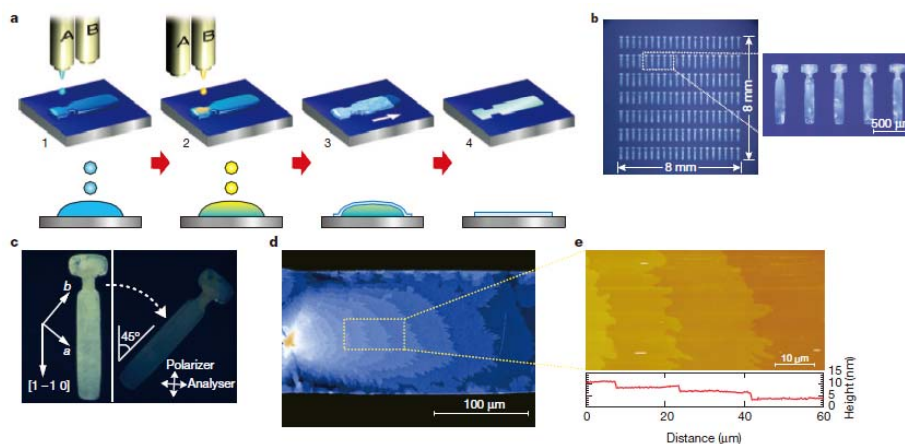 a
A B
A B
1
2
3
4
b
8 mm
8 mm
500 μm
c
b
a
[1 –1 0]
45°
Polarizer
Analyser
d
100 μm
e
10 μm
15
10
5
0
Height (nm)
0 20 40 60
Distance (μm)